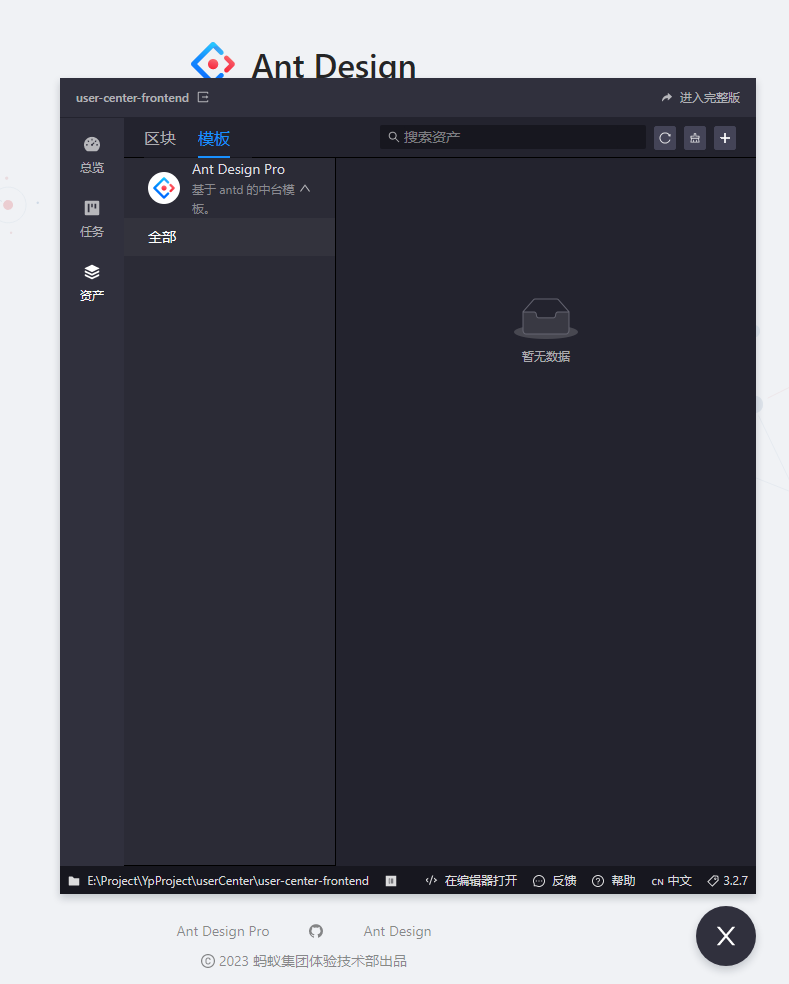 Ant Design
user-center-frontend
进入完整版
总览
任务
资产
区块 模板
搜索资产
Ant Design Pro
基于 antd 的中台模
板。
全部
暂无数据
E:\Project\YpProject\userCenter\user-center-frontend
在编辑器打开
反馈
帮助
CN 中文
3.2.7
Ant Design Pro
Ant Design
© 2023 蚂蚁集团体验技术部出品